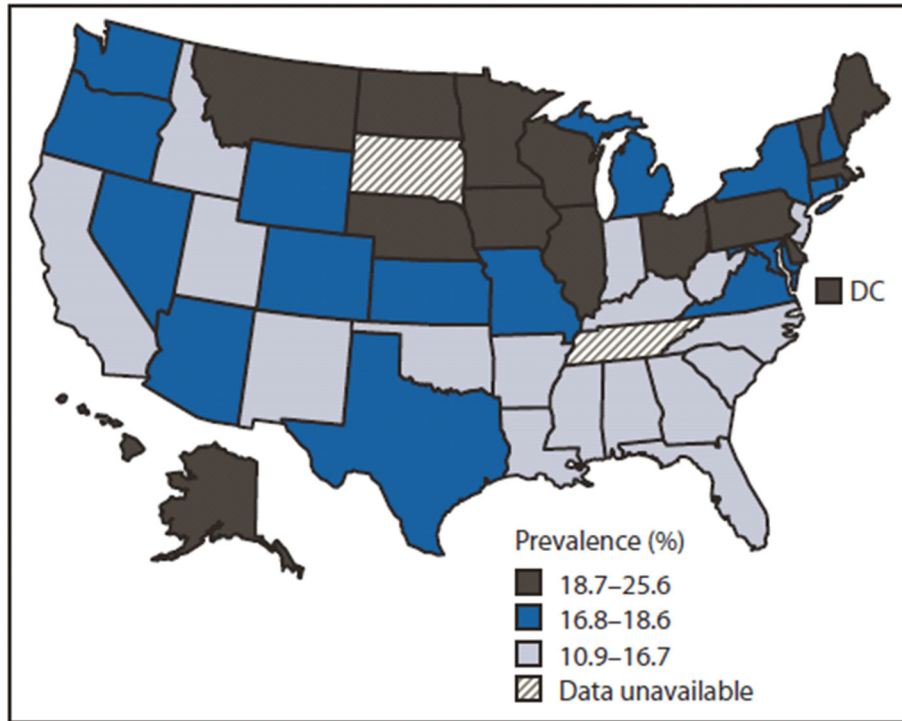 DC
Prevalence (%)
18.7–25.6
16.8–18.6
10.9–16.7
Data unavailable